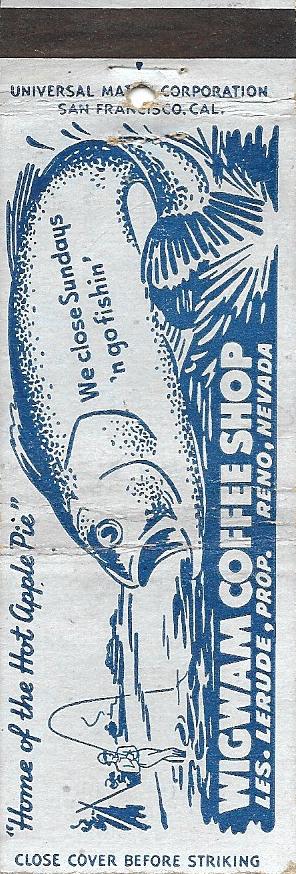 UNIVERSAL MATCH CORPORATION
SAN FRANCISCO, CAL.
"Home of the Hot Apple Pie"
We close Sundays
'n go fishin'
WIGWAM COFFEE SHOP
LES. LERUDE, PROP. RENO, NEVADA
CLOSE COVER BEFORE STRIKING